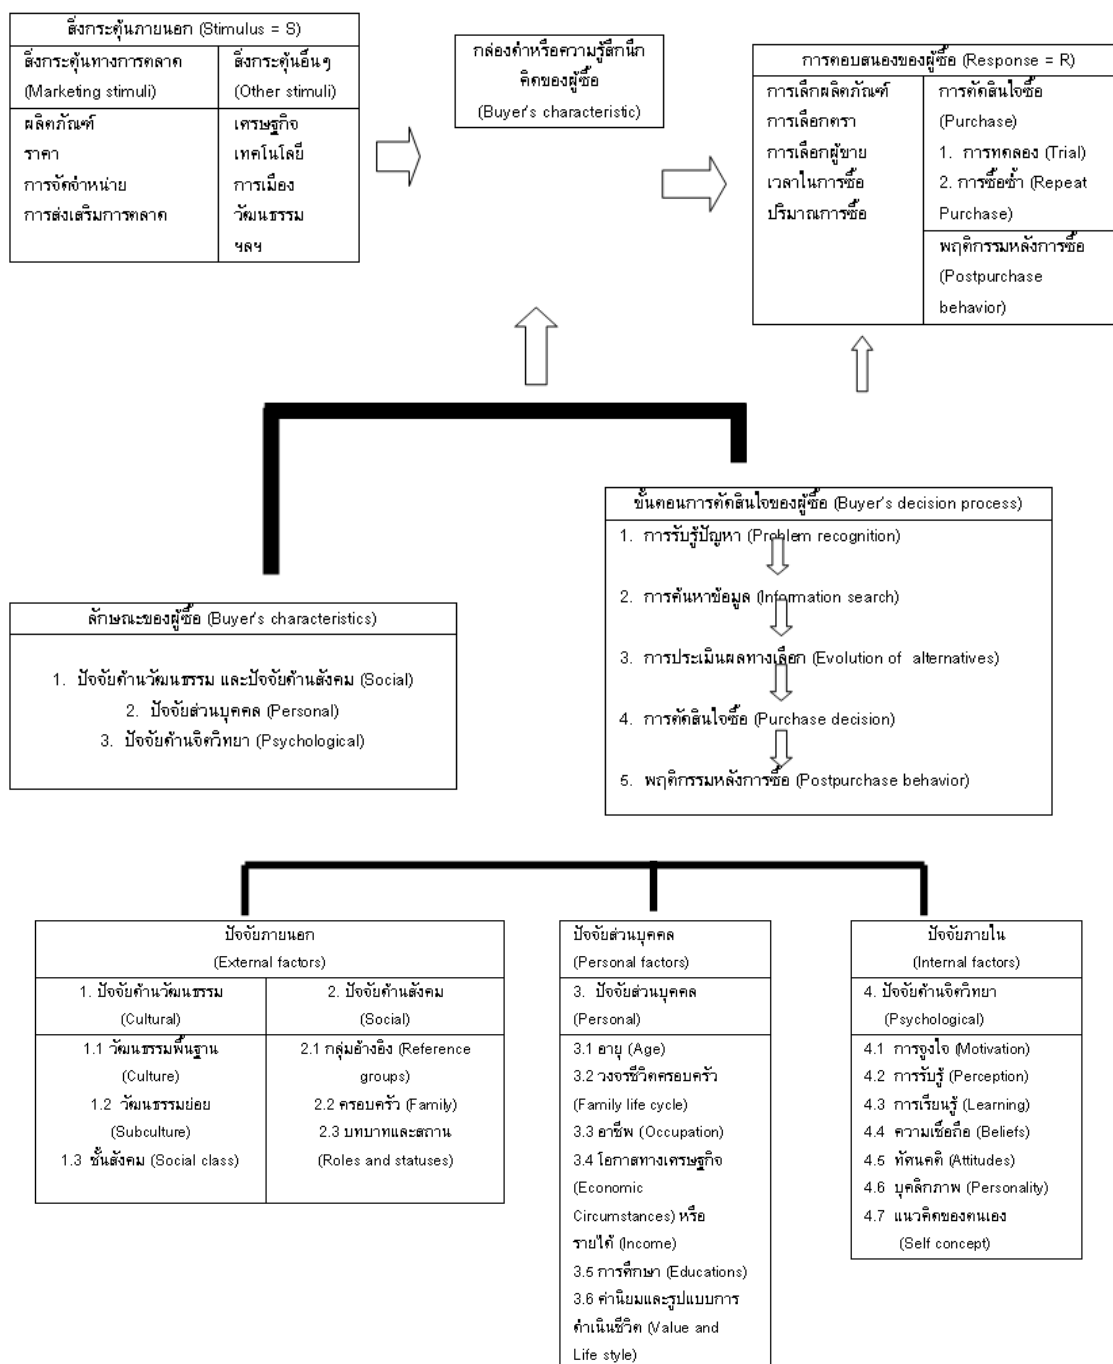 สิ่งกระตุ้นภายนอก (Stimulus = S)
สิ่งกระตุ้นทางการตลาด
(Marketing stimuli)
สิ่งกระตุ้นอื่นๆ
(Other stimuli)
ผลิตภัณฑ์
ราคา
การจัดจำหน่าย
การส่งเสริมการตลาด
เศรษฐกิจ
เทคโนโลยี
การเมือง
วัฒนธรรม
ฯลฯ
กล่องดำหรือความรู้สึกนึก
คิดของผู้ซื้อ
(Buyer's characteristic)
การตอบสนองของผู้ซื้อ (Response = R)
การเลือกผลิตภัณฑ์
การเลือกตรา
การเลือกผู้ขาย
เวลาในการซื้อ
ปริมาณการซื้อ
การตัดสินใจซื้อ
(Purchase)
1. การทดลอง (Trial)
2. การซื้อซ้ำ (Repeat
Purchase)
พฤติกรรมหลังการซื้อ
(Postpurchase
behavior)
ลักษณะของผู้ซื้อ (Buyer's characteristics)
1. ปัจจัยด้านวัฒนธรรม และปัจจัยด้านสังคม (Social)
2. ปัจจัยส่วนบุคคล (Personal)
3. ปัจจัยด้านจิตวิทยา (Psychological)
ขั้นตอนการตัดสินใจของผู้ซื้อ (Buyer's decision process)
1. การรับรู้ปัญหา (Problem recognition)
2. การค้นหาข้อมูล (Information search)
3. การประเมินผลทางเลือก (Evolution of alternatives)
4. การตัดสินใจซื้อ (Purchase decision)
5. พฤติกรรมหลังการซื้อ (Postpurchase behavior)
ปัจจัยภายนอก
(External factors)
1. ปัจจัยด้านวัฒนธรรม
(Cultural)
2. ปัจจัยด้านสังคม
(Social)
1.1 วัฒนธรรมพื้นฐาน
(Culture)
1.2 วัฒนธรรมย่อย
(Subculture)
1.3 ชั้นสังคม (Social class)
2.1 กลุ่มอ้างอิง (Reference
groups)
2.2 ครอบครัว (Family)
2.3 บทบาทและสถาน
(Roles and statuses)
ปัจจัยส่วนบุคคล
(Personal factors)
3. ปัจจัยส่วนบุคคล
(Personal)
3.1 อายุ (Age)
3.2 วงจรชีวิตครอบครัว
(Family life cycle)
3.3 อาชีพ (Occupation)
3.4 โอกาสทางเศรษฐกิจ
(Economic
Circumstances) หรือ
รายได้ (Income)
3.5 การศึกษา (Educations)
3.6 ค่านิยมและรูปแบบการ
ดำเนินชีวิต (Value and
Life style)
ปัจจัยภายใน
(Internal factors)
4. ปัจจัยด้านจิตวิทยา
(Psychological)
4.1 การจูงใจ (Motivation)
4.2 การรับรู้ (Perception)
4.3 การเรียนรู้ (Learning)
4.4 ความเชื่อถือ (Beliefs)
4.5 ทัศนคติ (Attitudes)
4.6 บุคลิกภาพ (Personality)
4.7 แนวคิดของตนเอง
(Self concept)